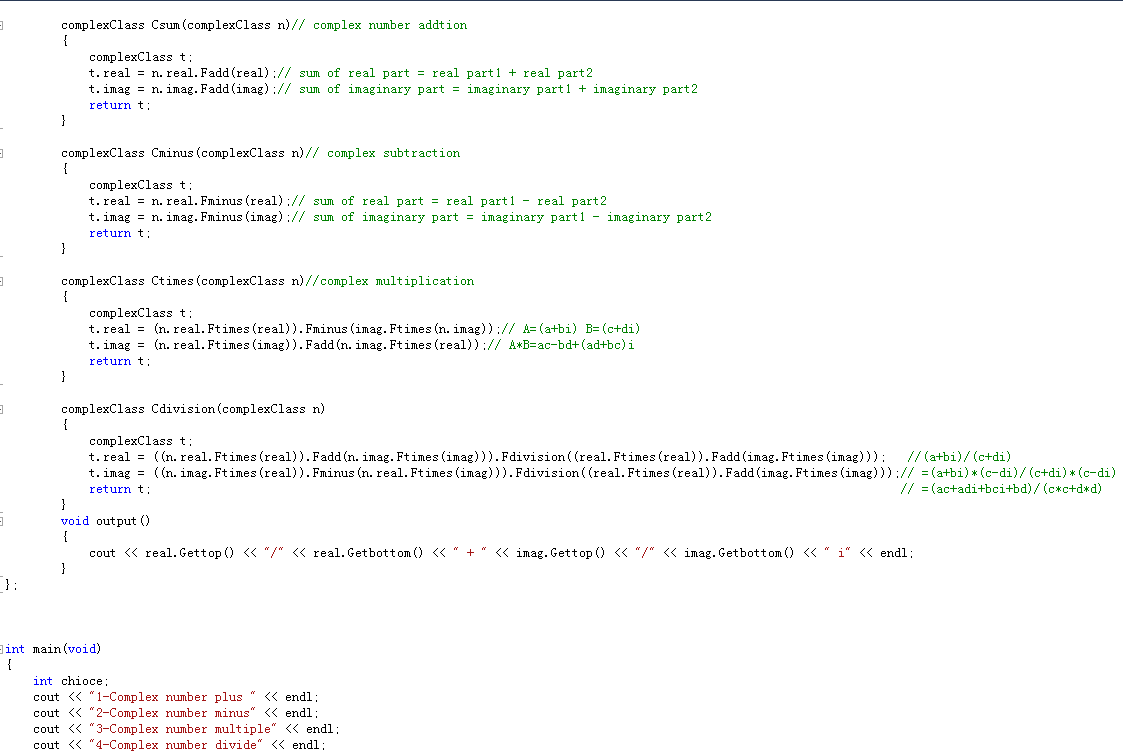 complexClass Csum(complexClass n)// complex number addtion
{
complexClass t;
t.real = n.real.Fadd(real);// sum of real part = real part1 + real part2
t.imag = n.imag.Fadd(imag);// sum of imaginary part = imaginary part1 + imaginary part2
return t;
}
complexClass Cminus(complexClass n)// complex subtraction
{
complexClass t;
t.real = n.real.Fminus(real);// sum of real part = real part1 - real part2
t.imag = n.imag.Fminus(imag);// sum of imaginary part = imaginary part1 - imaginary part2
return t;
}
complexClass Ctimes(complexClass n)//complex multiplication
{
complexClass t;
t.real = (n.real.Ftimes(real)).Fminus(imag.Ftimes(n.imag));// A=(a+bi) B=(c+di)
t.imag = (n.real.Ftimes(imag)).Fadd(n.imag.Ftimes(real));// A*B=ac-bd+(ad+bc)i
return t;
}
complexClass Cdivision(complexClass n)
{
complexClass t;
t.real = ((n.real.Ftimes(real)).Fadd(n.imag.Ftimes(imag))).Fdivision((real.Ftimes(real)).Fadd(imag.Ftimes(imag))); //(a+bi)/(c+di)
t.imag = ((n.imag.Ftimes(real)).Fminus(n.real.Ftimes(imag))).Fdivision((real.Ftimes(real)).Fadd(imag.Ftimes(imag)));// =(a+bi)*(c-di)/(c+di)*(c-di)
return t; // =(ac+adi+bci+bd)/(c*c+d*d)
}
void output()
{
cout << real.Gettop() << "/" << real.Getbottom() << " + " << imag.Gettop() << "/" << imag.Getbottom() << " i" << endl;
}
};
int main(void)
{
int chioce;
cout << "1-Complex number plus " << endl;
cout << "2-Complex number minus" << endl;
cout << "3-Complex number multiple" << endl;
cout << "4-Complex number divide" << endl;